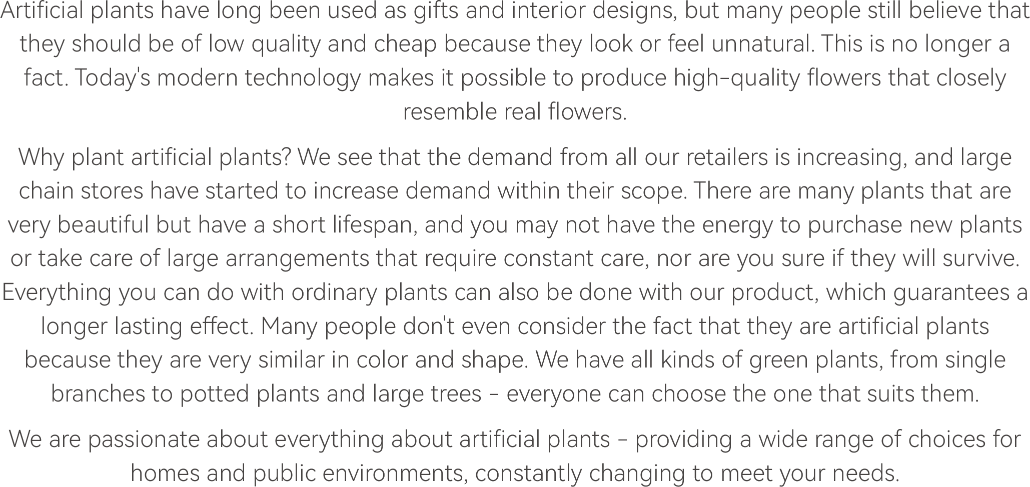 Artificial plants have long been used as gifts and interior designs, but many people still believe that
they should be of low quality and cheap because they look or feel unnatural. This is no longer a
fact. Today's modern technology makes it possible to produce high-quality flowers that closely
resemble real flowers.
Why plant artificial plants? We see that the demand from all our retailers is increasing, and large
chain stores have started to increase demand within their scope. There are many plants that are
very beautiful but have a short lifespan, and you may not have the energy to purchase new plants
or take care of large arrangements that require constant care, nor are you sure if they will survive.
Everything you can do with ordinary plants can also be done with our product, which guarantees a
longer lasting effect. Many people don't even consider the fact that they are artificial plants
because they are very similar in color and shape. We have all kinds of green plants, from single
branches to potted plants and large trees - everyone can choose the one that suits them.
We are passionate about everything about artificial plants - providing a wide range of choices for
homes and public environments, constantly changing to meet your needs.